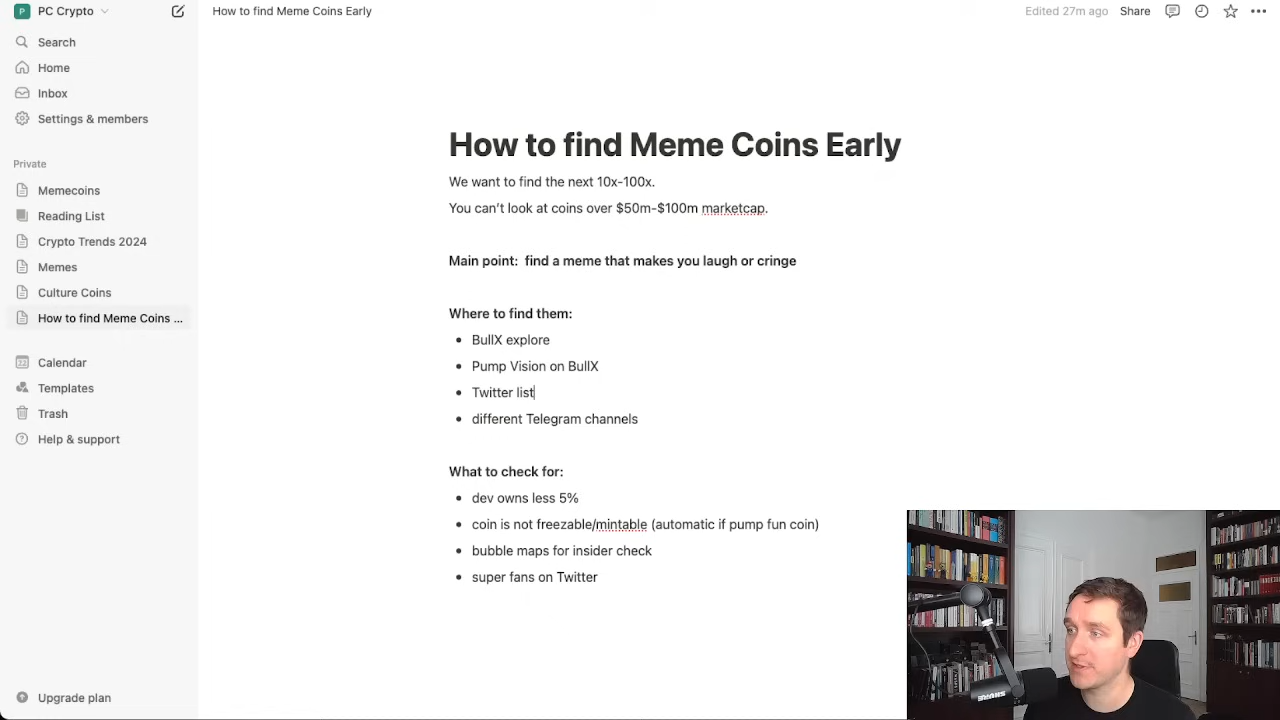 PC Crypto
How to find Meme Coins Early
Edited 27m ago
Share
Search
Home
Inbox
Settings & members
Private
Memecoins
Reading List
Crypto Trends 2024
Memes
Culture Coins
How to find Meme Coins ...
Calendar
Templates
Trash
Help & support
Upgrade plan
How to find Meme Coins Early
We want to find the next 10x-100x.
You can't look at coins over $50m-$100m marketcap.
Main point: find a meme that makes you laugh or cringe
Where to find them:
• BullX explore
• Pump Vision on BullX
• Twitter list
• different Telegram channels
What to check for:
• dev owns less 5%
• coin is not freezable/mintable (automatic if pump fun coin)
• bubble maps for insider check
• super fans on Twitter
SHURE